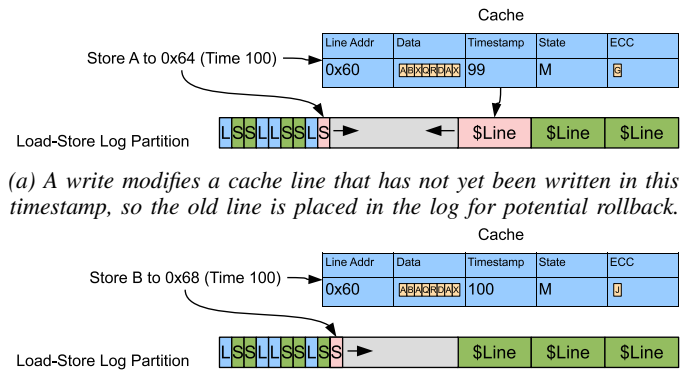 Cache
Line Addr Data Timestamp State ECC
Store A to 0x64 (Time 100)
0x60 A B X Q R D A X 99 M G
Load-Store Log Partition
L S S L L S S L S $Line $Line $Line
(a) A write modifies a cache line that has not yet been written in this
timestamp, so the old line is placed in the log for potential rollback.
Cache
Line Addr Data Timestamp State ECC
Store B to 0x68 (Time 100)
0x60 A B A Q R D A X 100 M J
Load-Store Log Partition
L S S L L S S L S S $Line $Line $Line